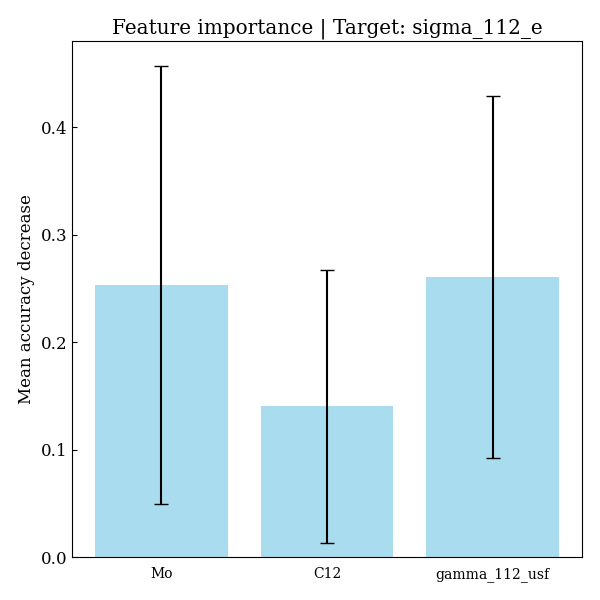 Feature importance | Target: sigma_112_e
Mean accuracy decrease
0.4
0.3
0.2
0.1
0.0
Mo C12 gamma_112_usf